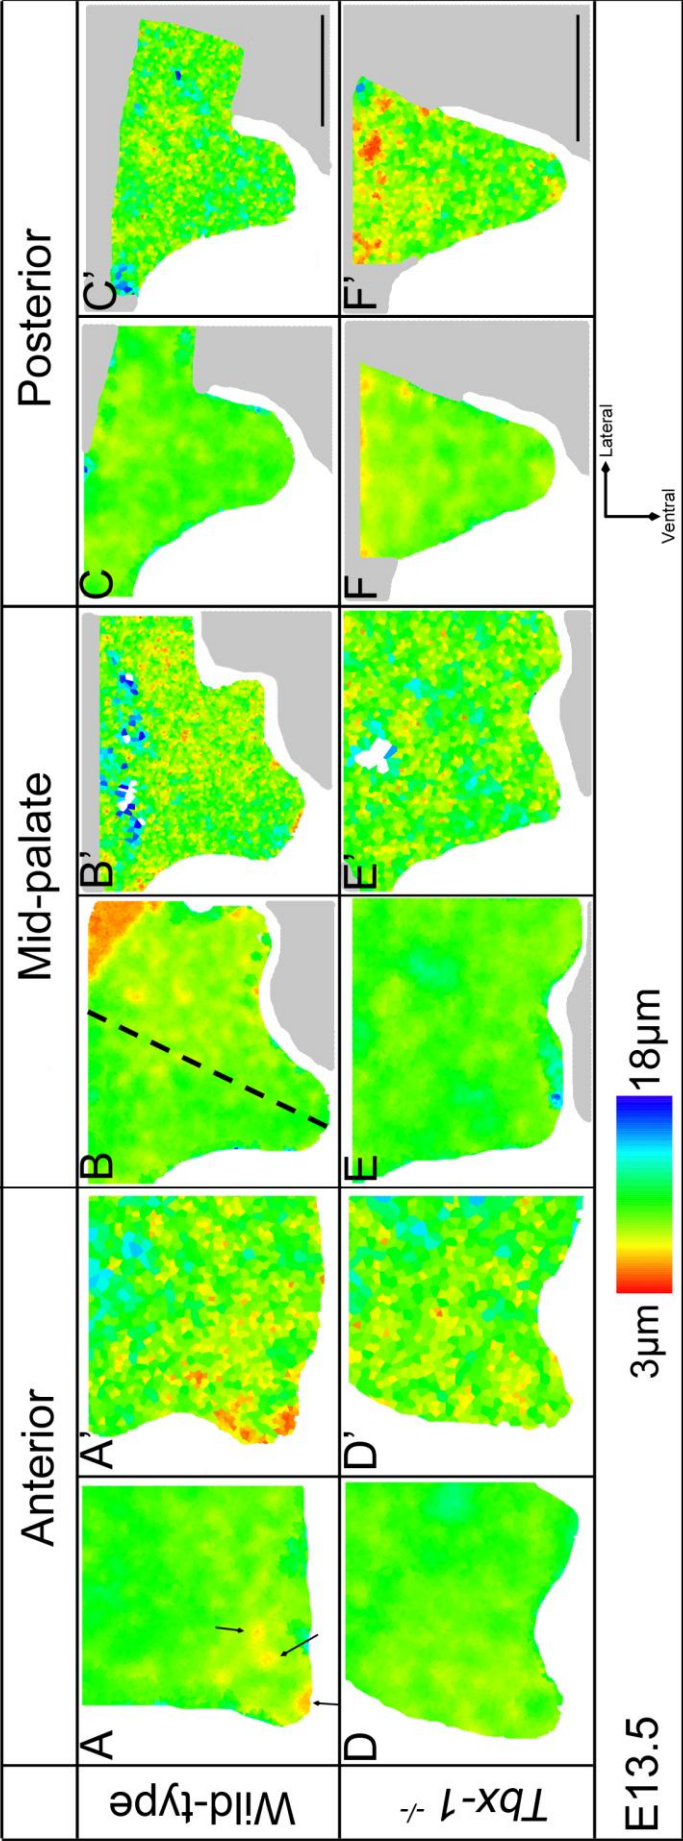 Anterior Mid-palate Posterior
Wild-type
A A' B B' C C'
Tbx-1 -/-
D D' E E' F F'
E13.5
3µm 18µm
Lateral
Ventral